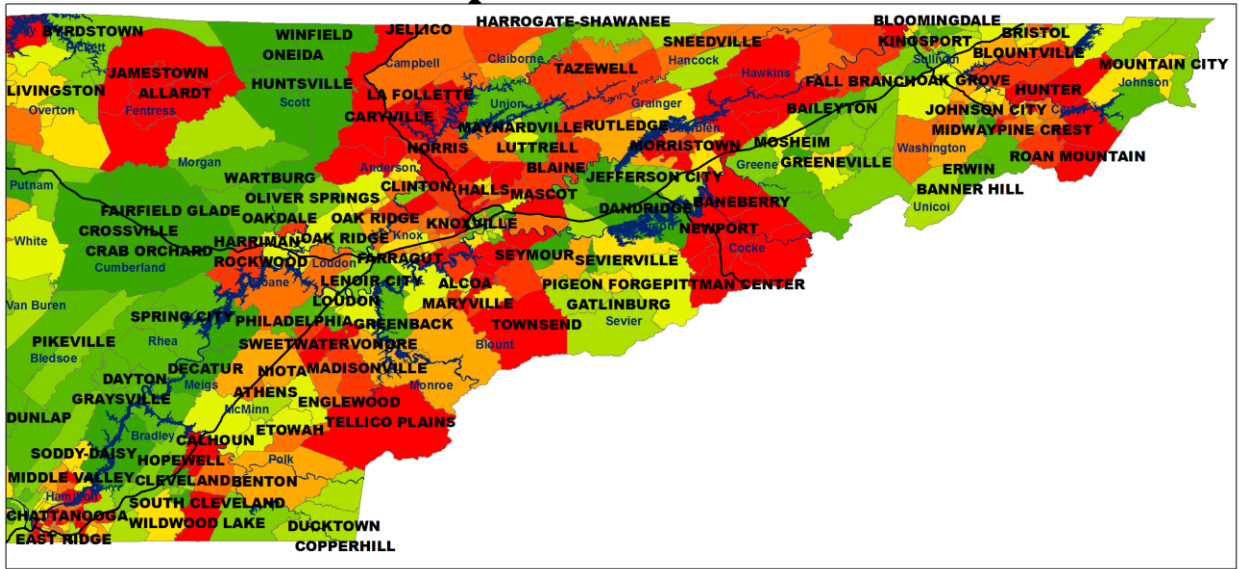 HARROGATE-SHAWANEE
BLOOMINGDALE
BYRDSTOWN
WINFIELD
JELLICO
BRISTOL
Pickett
ONEIDA
SNEEDVILLE
KINGSPORT
BLOUNTVILLE
Campbell
Claiborne
Hancock
Sullivan
JAMESTOWN
TAZEWELL
Hawkins
MOUNTAIN CITY
LIVINGSTON
ALLARDT
HUNTSVILLE
FALL BRANCH
OAK GROVE
HUNTER
Johnson
Overton
Fentress
Scott
LA FOLLETTE
Union
Grainger
BAILEYTON
JOHNSON CITY
Carter
CARYVILLE
MAYNARDVILLE
RUTLEDGE
Hamblen
MIDWAY
PINE CREST
NORRIS
LUTTRELL
MORRISTOWN
MOSHEIM
Washington
ROAN MOUNTAIN
Morgan
Anderson
BLAINE
Greene
GREENEVILLE
ERWIN
Putnam
WARTBURG
CLINTON
HALLS
MASCOT
JEFFERSON CITY
BANNER HILL
OLIVER SPRINGS
Unicoi
FAIRFIELD GLADE
OAKDALE
OAK RIDGE
KNOXVILLE
DANDRIDGE
BANEBERRY
CROSSVILLE
HARRIMAN
OAK RIDGE
Knox
Jefferson
NEWPORT
White
CRAB ORCHARD
Cumberland
ROCKWOOD
Loudon
FARRAGUT
SEYMOUR
SEVIERVILLE
Cocke
Roane
LENOIR CITY
ALCOA
PIGEON FORGE
PITTMAN CENTER
Van Buren
LOUDON
MARYVILLE
GATLINBURG
SPRING CITY
PHILADELPHIA
GREENBACK
TOWNSEND
Sevier
PIKEVILLE
Rhea
SWEETWATER
VONORE
Blount
Bledsoe
DECATUR
NIOTA
MADISONVILLE
DAYTON
Meigs
ATHENS
Monroe
GRAYSVILLE
McMinn
ENGLEWOOD
DUNLAP
ETOWAH
TELLICO PLAINS
Bradley
CALHOUN
SODDY-DAISY
HOPEWELL
Polk
MIDDLE VALLEY
CLEVELAND
BENTON
Hamilton
SOUTH CLEVELAND
CHATTANOOGA
WILDWOOD LAKE
DUCKTOWN
EAST RIDGE
COPPERHILL